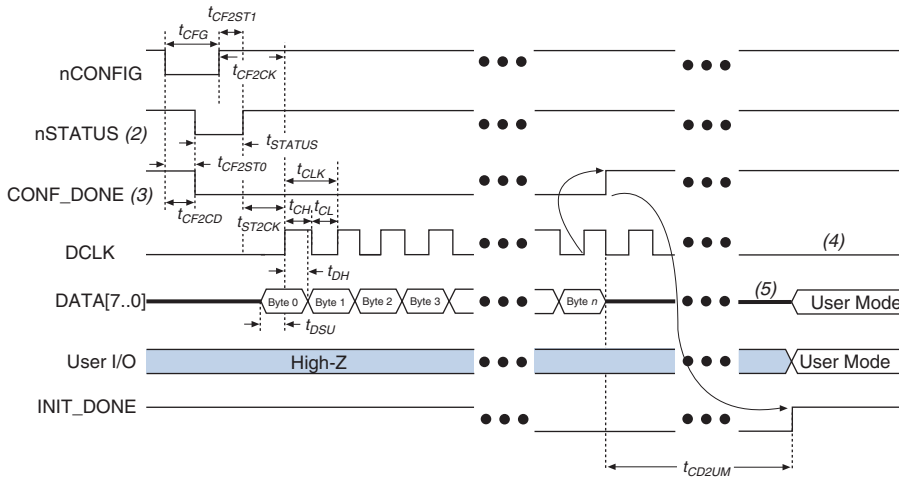 tCF2ST1
tCFG
nCONFIG
tCF2CK
nSTATUS (2)
tSTATUS
tCF2ST0
tCLK
CONF_DONE (3)
tCF2CD
tST2CK
tCH
tCL
DCLK
(4)
tDH
DATA[7..0]
Byte 0
Byte 1
Byte 2
Byte 3
Byte n
(5)
User Mode
tDSU
User I/O
High-Z
User Mode
INIT_DONE
tCD2UM